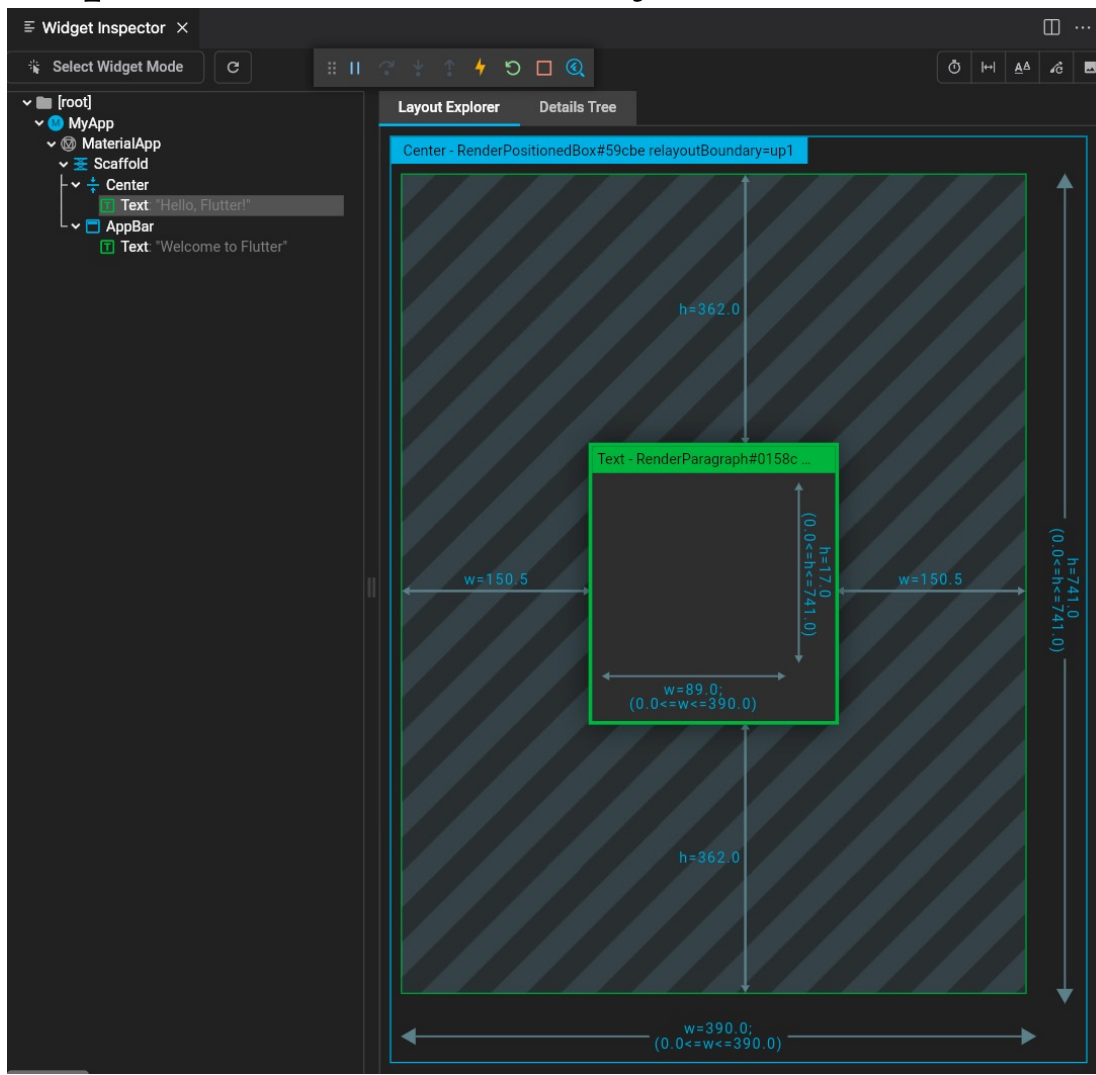 Widget Inspector
Select Widget Mode
AA
[root]
M MyApp
MaterialApp
Scaffold
Center
T Text: "Hello, Flutter!"
AppBar
T Text: "Welcome to Flutter"
Layout Explorer Details Tree
Center - RenderPositionedBox#59cbe relayoutBoundary=up1
h=362.0
Text - RenderParagraph#0158c ...
h=17.0
(0.0<=h<=741.0)
w=89.0;
(0.0<=w<=390.0)
w=150.5
w=150.5
h=741.0
(0.0<=h<=741.0)
h=362.0
w=390.0;
(0.0<=w<=390.0)